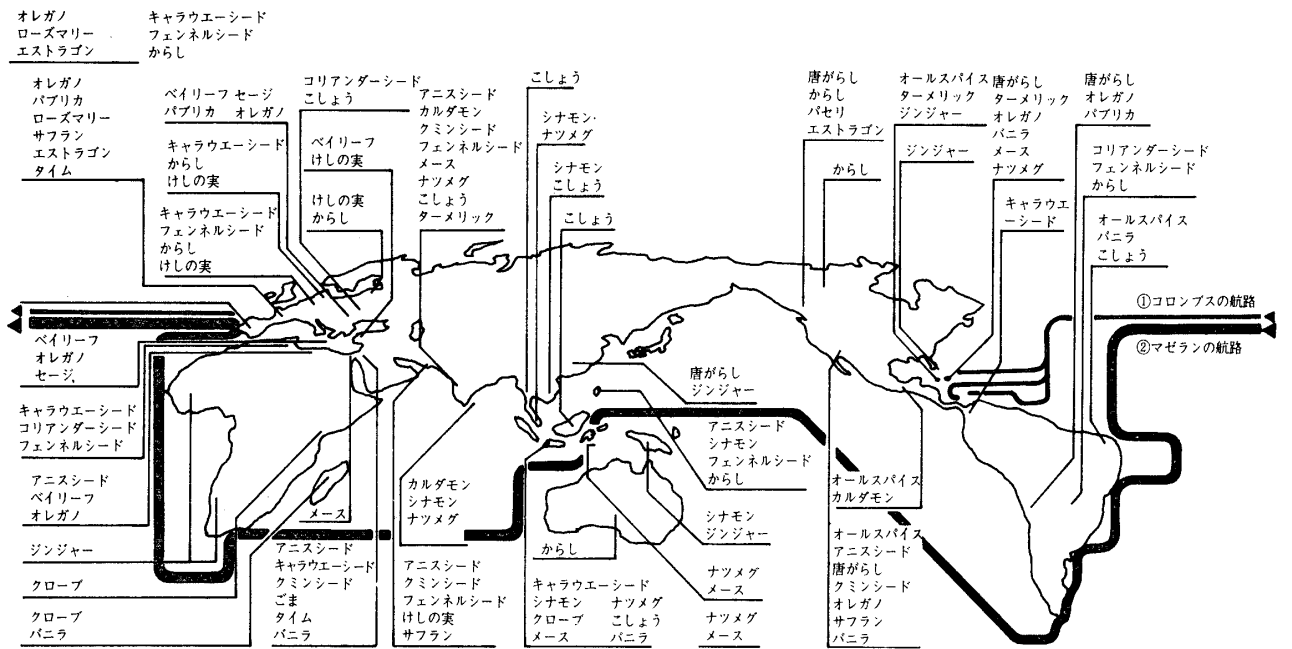 オレガノ
ローズマリー
エストラゴン
キャラウエーシード
フェンネルシード
からし
オレガノ
パプリカ
ローズマリー
サフラン
エストラゴン
タイム
ベイリーフ セージ
パプリカ オレガノ
キャラウエーシード
からし
けしの実
キャラウエーシード
フェンネルシード
からし
けしの実
コリアンダーシード
こしょう
ベイリーフ
けしの実
けしの実
からし
アニスシード
カルダモン
クミンシード
フェンネルシード
メース
ナツメグ
こしょう
ターメリック
こしょう
シナモン・
ナツメグ
シナモン
こしょう
こしょう
唐がらし
からし
パセリ
エストラゴン
からし
オールスパイス
ターメリック
ジンジャー
ジンジャー
唐がらし
ターメリック
オレガノ
バニラ
メース
ナツメグ
キャラウエ
ーシード
唐がらし
オレガノ
パプリカ
コリアンダーシード
フェンネルシード
からし
オールスパイス
バニラ
こしょう
①コロンブスの航路
②マゼランの航路
ベイリーフ
オレガノ
セージ
キャラウエーシード
コリアンダーシード
フェンネルシード
アニスシード
ベイリーフ
オレガノ
ジンジャー
クローブ
クローブ
バニラ
メース
アニスシード
キャラウエーシード
クミンシード
ごま
タイム
バニラ
カルダモン
シナモン
ナツメグ
アニスシード
クミンシード
フェンネルシード
けしの実
サフラン
からし
キャラウエーシード
シナモン ナツメグ
クローブ こしょう
メース バニラ
唐がらし
ジンジャー
アニスシード
シナモン
フェンネルシード
からし
シナモン
ジンジャー
ナツメグ
メース
ナツメグ
メース
オールスパイス
カルダモン
オールスパイス
アニスシード
唐がらし
クミンシード
オレガノ
サフラン
バニラ